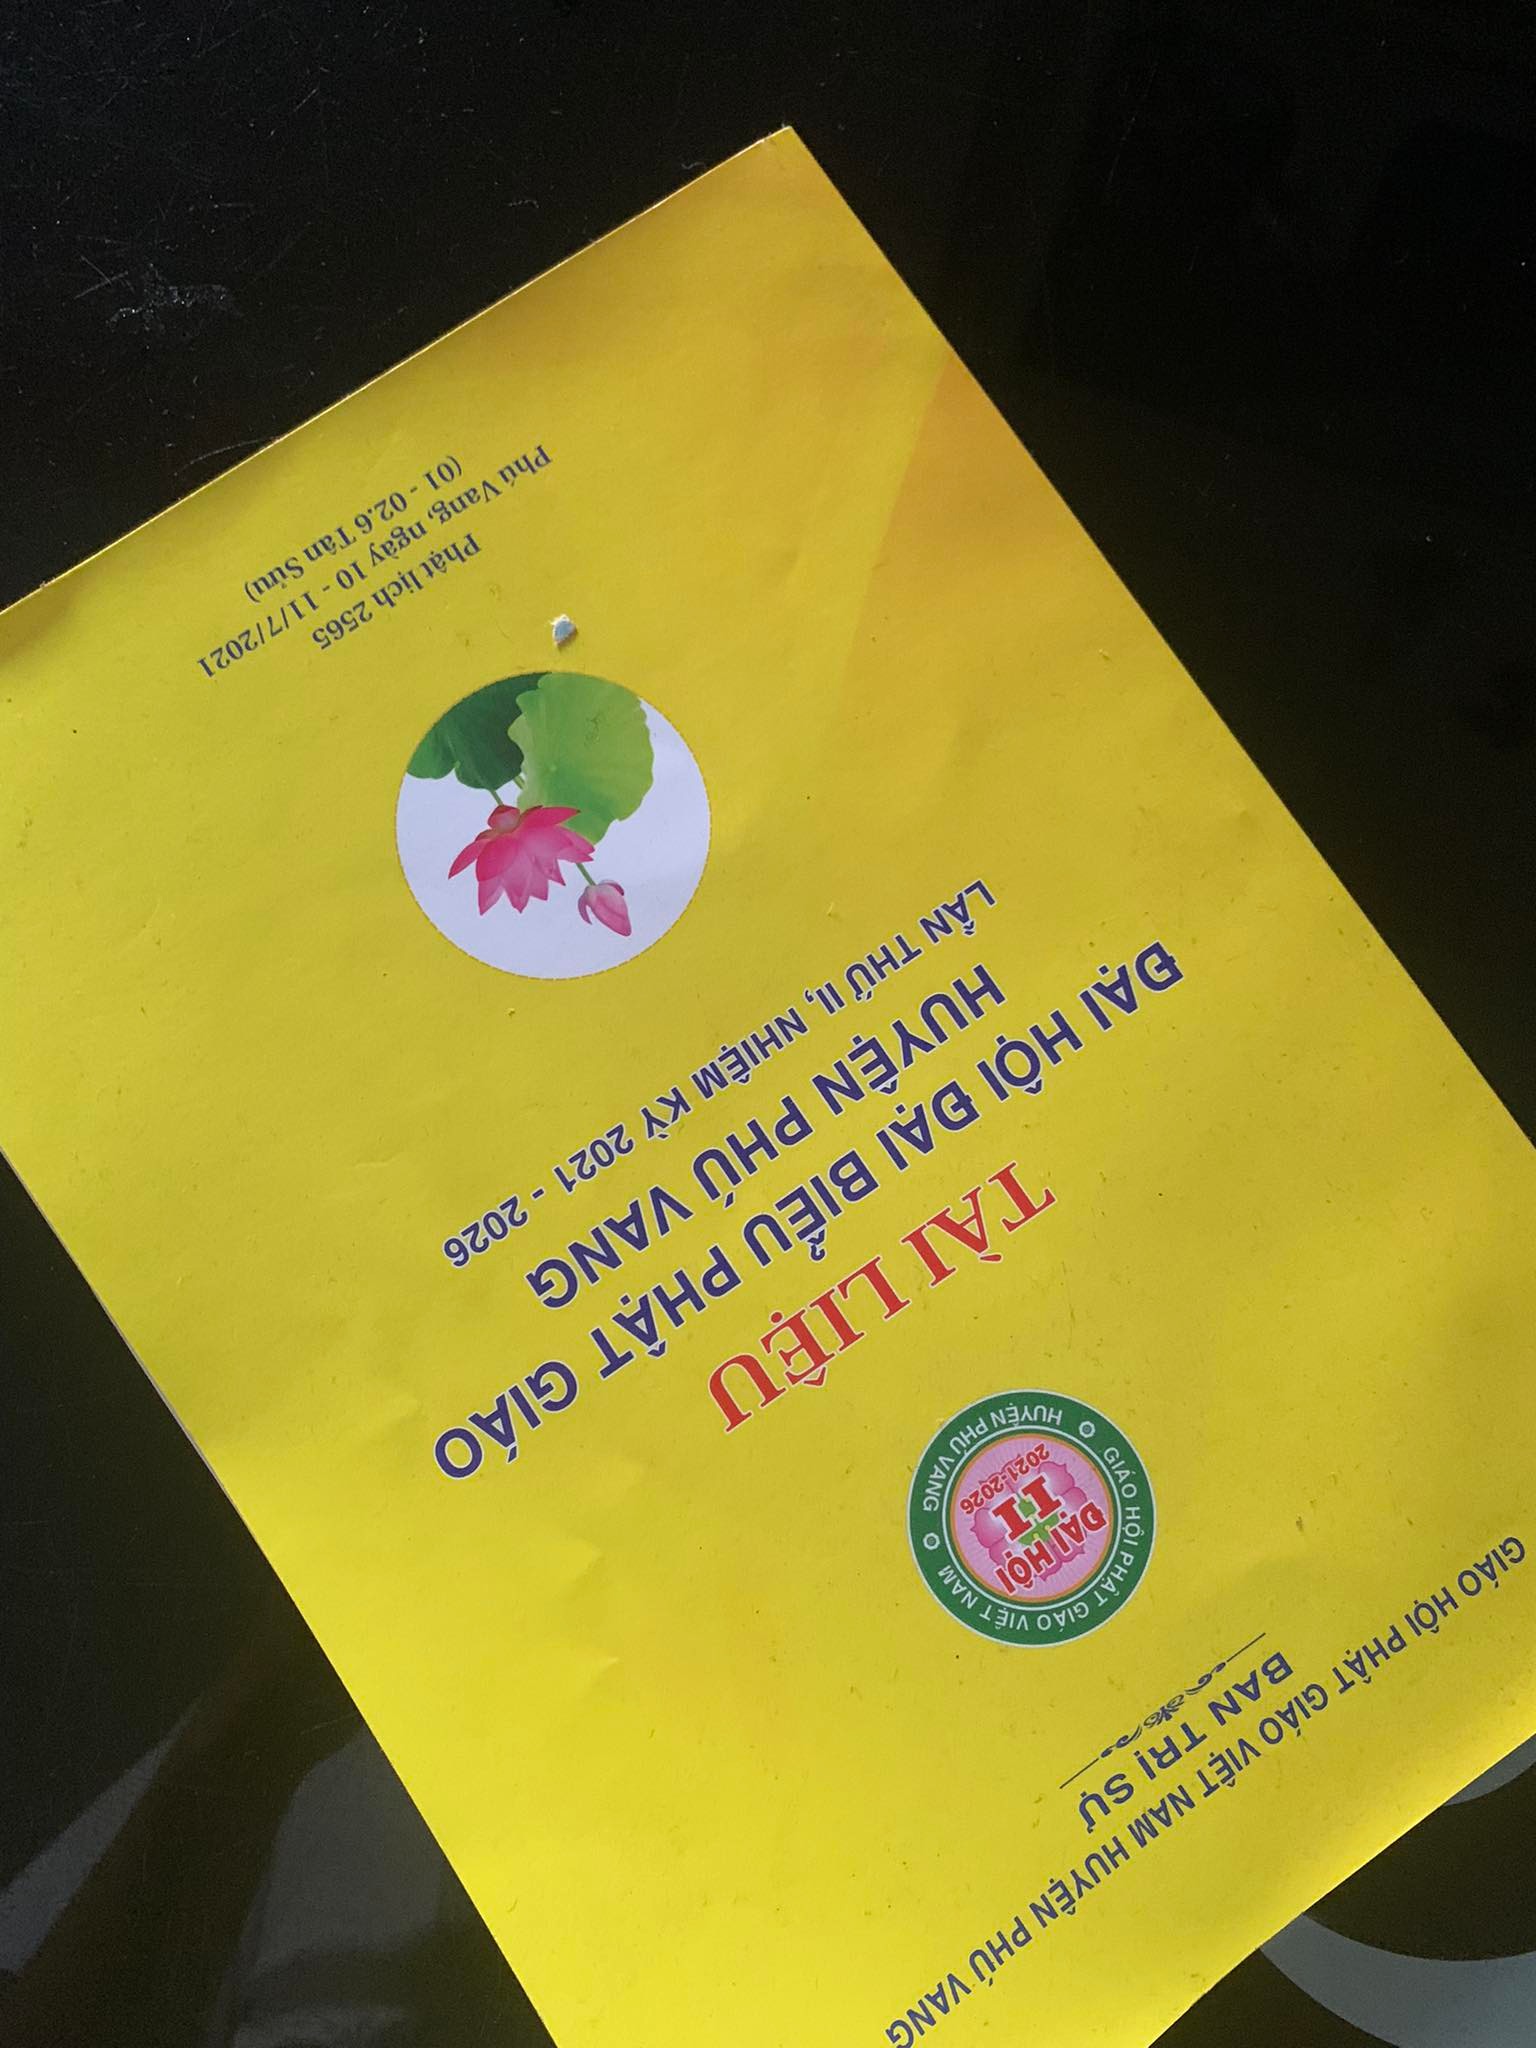 GIÁO HỘI PHẬT GIÁO VIỆT NAM HUYỆN PHÚ VANG
BAN TRỊ SỰ
GIÁO HỘI PHẬT GIÁO VIỆT NAM
ĐẠI HỘI
II
2021-2026
HUYỆN PHÚ VANG
TÀI LIỆU
ĐẠI HỘI ĐẠI BIỂU PHẬT GIÁO
HUYỆN PHÚ VANG
LẦN THỨ II, NHIỆM KỲ 2021 - 2026
Phật lịch 2565
Phú Vang, ngày 10 - 11/7/2021
(01 - 02.6 Tân Sửu)